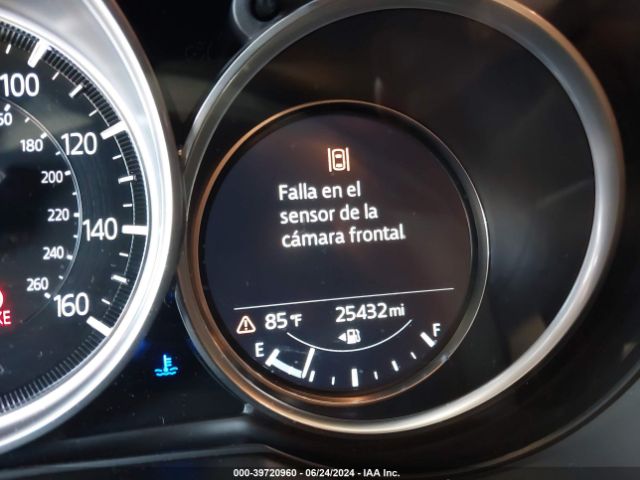 100
120
140
160
180
200
220
240
260
Falla en el
sensor de la
cámara frontal
85°F
25432 mi
E
F
000-39720960 - 06/24/2024 - IAA Inc.